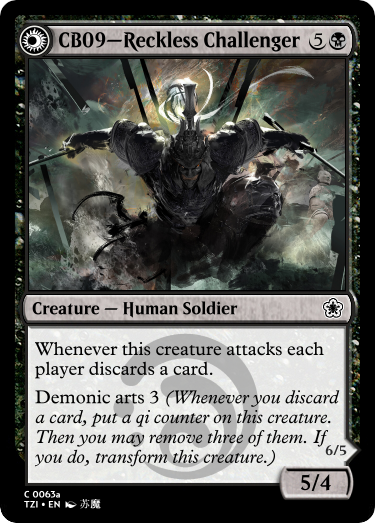 CB09—Reckless Challenger 5
Creature — Human Soldier
Whenever this creature attacks each
player discards a card.
Demonic arts 3 (Whenever you discard
a card, put a qi counter on this creature.
Then you may remove three of them. If
you do, transform this creature.)
6/5
5/4
C 0063a
TZI • EN 苏魔